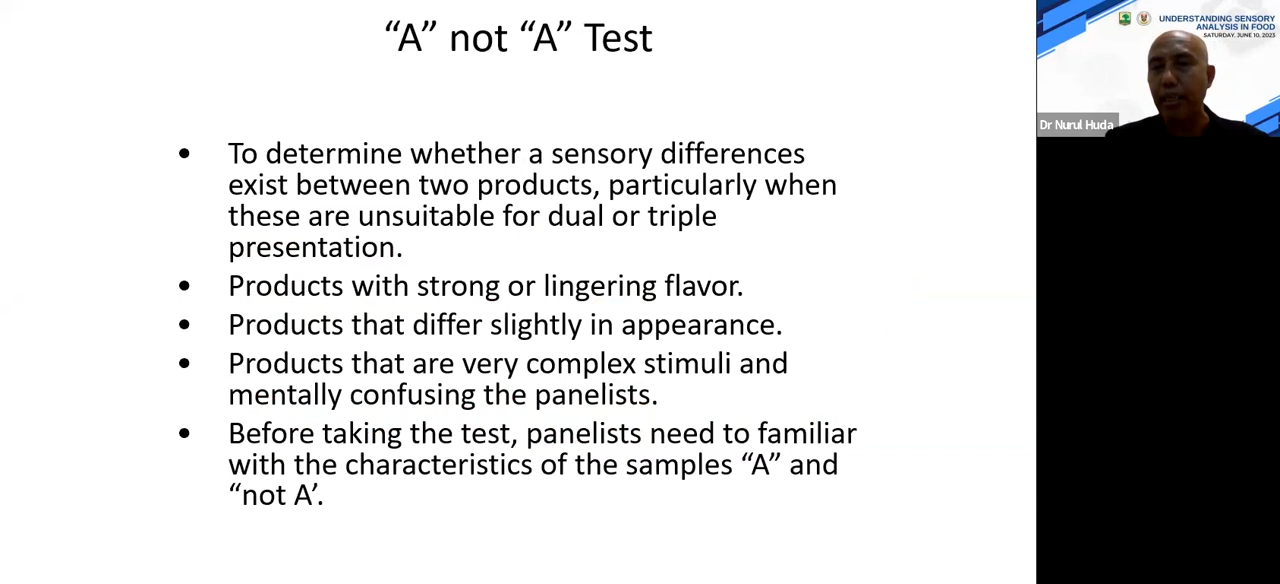 “A” not “A” Test
• To determine whether a sensory differences
exist between two products, particularly when
these are unsuitable for dual or triple
presentation.
• Products with strong or lingering flavor.
• Products that differ slightly in appearance.
• Products that are very complex stimuli and
mentally confusing the panelists.
• Before taking the test, panelists need to familiar
with the characteristics of the samples “A” and
“not A’.
UNDERSTANDING SENSORY
ANALYSIS IN FOOD
SATURDAY, JUNE 10, 2023
Dr Nurul Huda